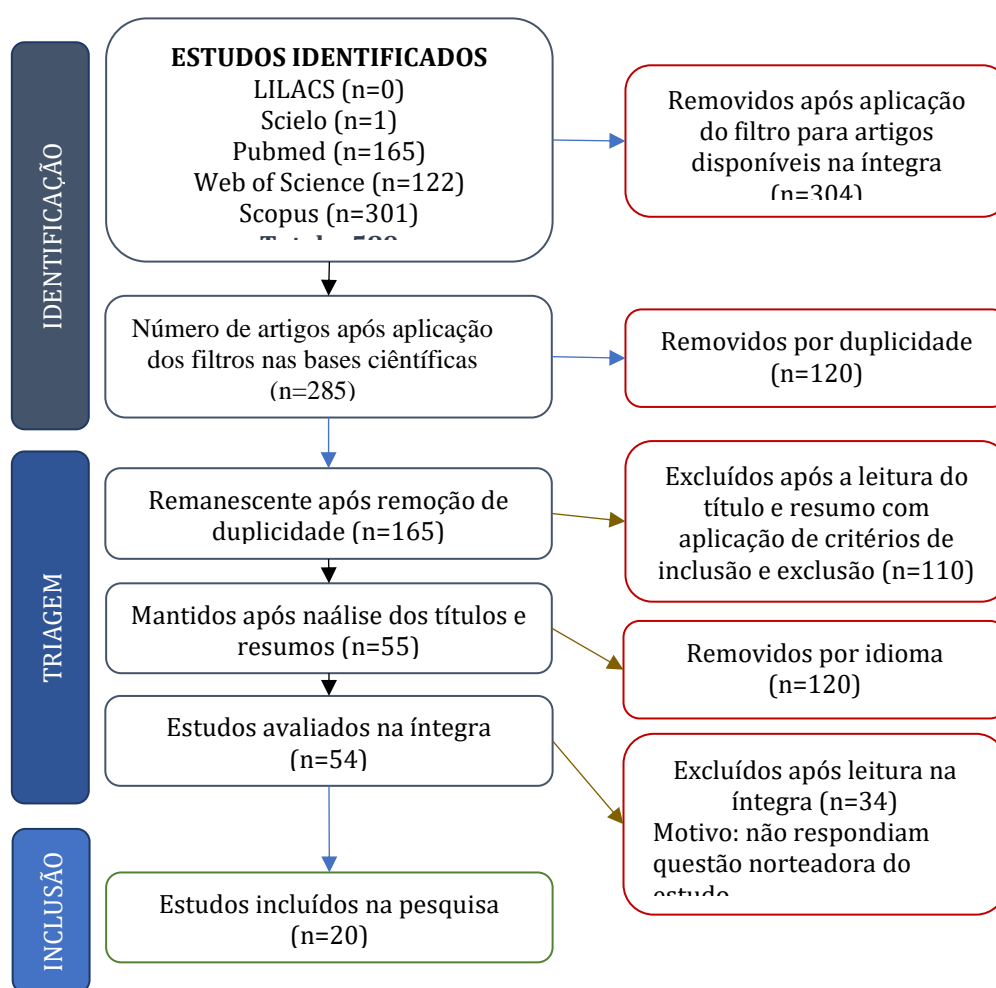 IDENTIFICAÇÃO
ESTUDOS IDENTIFICADOS
LILACS (n=0)
Scielo (n=1)
Pubmed (n=165)
Web of Science (n=122)
Scopus (n=301)
Removidos após aplicação
do filtro para artigos
disponíveis na íntegra
(n=304)
Número de artigos após aplicação
dos filtros nas bases ciêntíficas
(n=285)
Removidos por duplicidade
(n=120)
TRIAGEM
Remanescente após remoção de
duplicidade (n=165)
Excluídos após a leitura do
título e resumo com
aplicação de critérios de
inclusão e exclusão (n=110)
Mantidos após naálise dos títulos e
resumos (n=55)
Removidos por idioma
(n=120)
Estudos avaliados na íntegra
(n=54)
Excluídos após leitura na
íntegra (n=34)
Motivo: não respondiam
questão norteadora do
estudo
INCLUSÃO
Estudos incluídos na pesquisa
(n=20)